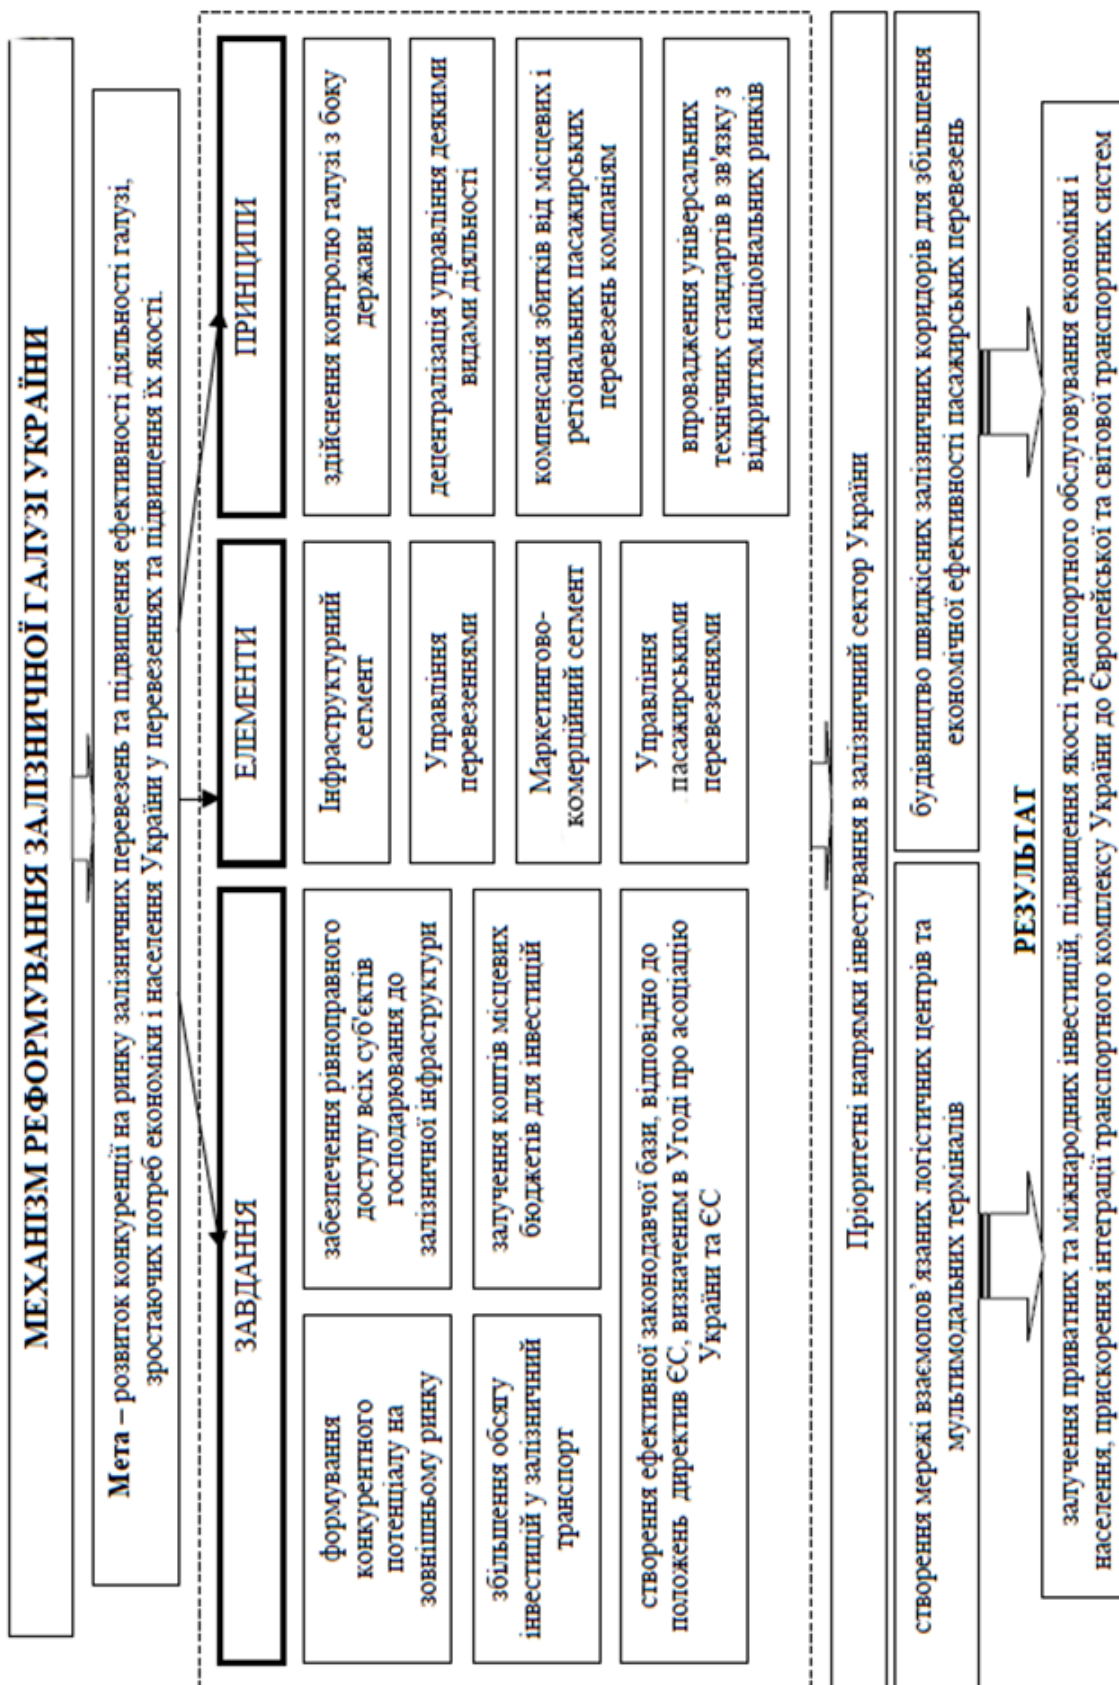 МЕХАНІЗМ РЕФОРМУВАННЯ ЗАЛІЗНИЧНОЇ ГАЛУЗІ УКРАЇНИ
Мета – розвиток конкуренції на ринку залізничних перевезень та підвищення ефективності діяльності галузі,
зростаючих потреб економіки і населення України у перевезеннях та підвищення їх якості.
ЗАВДАННЯ
формування
конкурентного
потенціалу на
зовнішньому ринку
забезпечення рівноправного
доступу всіх суб'єктів
господарювання до
залізничної інфраструктури
збільшення обсягу
інвестицій у залізничний
транспорт
залучення коштів місцевих
бюджетів для інвестицій
створення ефективної законодавчої бази, відповідно до
положень директив ЄС, визначеним в Угоді про асоціацію
України та ЄС
ЕЛЕМЕНТИ
Інфраструктурний
сегмент
Управління
перевезеннями
Маркетингово-
комерційний сегмент
Управління
пасажирськими
перевезеннями
ПРИНЦИПИ
здійснення контролю галузі з боку
держави
децентралізація управління деякими
видами діяльності
компенсація збитків від місцевих і
регіональних пасажирських
перевезень компаніям
впровадження універсальних
технічних стандартів в зв'язку з
відкриттям національних ринків
Пріоритетні напрямки інвестування в залізничний сектор України
створення мережі взаємопов`язаних логістичних центрів та
мультимодальних терміналів
будівництво швидкісних залізничних коридорів для збільшення
економічної ефективності пасажирських перевезень
РЕЗУЛЬТАТ
залучення приватних та міжнародних інвестицій, підвищення якості транспортного обслуговування економіки і
населення, прискорення інтеграції транспортного комплексу України до Європейської та світової транспортних систем